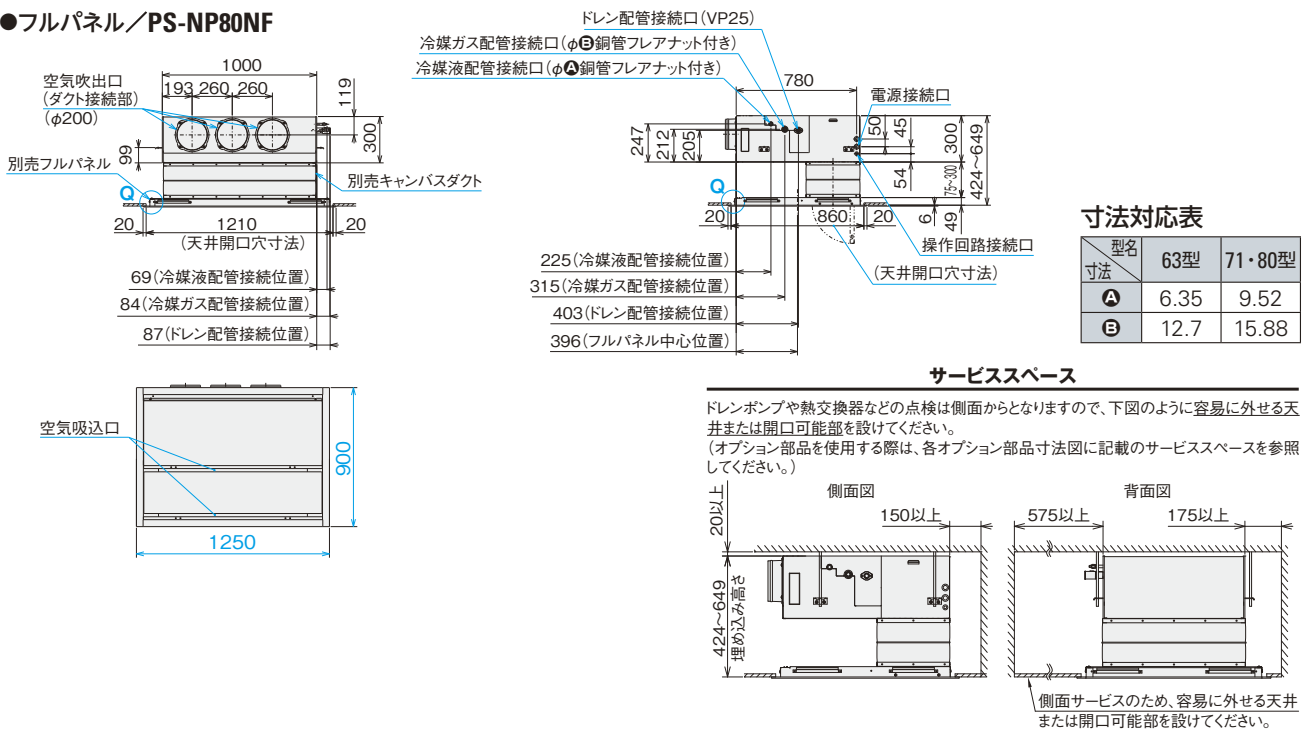 ●フルパネル／PS-NP80NF
空気吹出口
(ダクト接続部)
(φ200)
1000
193 260 260
119
300
99
別売フルパネル
別売キャンバスダクト
Q
20
1210
20
(天井開口穴寸法)
69(冷媒液配管接続位置)
84(冷媒ガス配管接続位置)
87(ドレン配管接続位置)
ドレン配管接続口(VP25)
冷媒ガス配管接続口(φB銅管フレアナット付き)
冷媒液配管接続口(φA銅管フレアナット付き)
780
電源接続口
247
212
205
50
45
54
300
75~300
424~649
Q
20
860
20
6
49
操作回路接続口
(天井開口穴寸法)
225(冷媒液配管接続位置)
315(冷媒ガス配管接続位置)
403(ドレン配管接続位置)
396(フルパネル中心位置)
寸法対応表
型名
寸法
63型 71・80型
A 6.35 9.52
B 12.7 15.88
空気吸込口
900
1250
サービススペース
ドレンポンプや熱交換器などの点検は側面からとなりますので、下図のように容易に外せる天
井または開口可能部を設けてください。
(オプション部品を使用する際は、各オプション部品寸法図に記載のサービススペースを参照
してください。)
側面図
20以上
150以上
424~649
埋め込み高さ
背面図
575以上
175以上
側面サービスのため、容易に外せる天井
または開口可能部を設けてください。